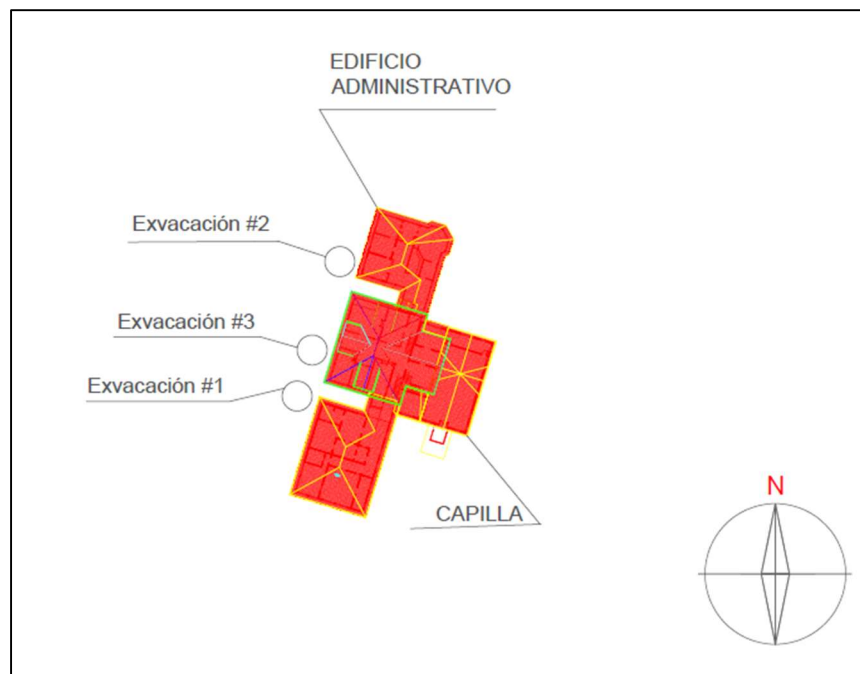 EDIFICIO
ADMINISTRATIVO
Exvacación #2
Exvacación #3
Exvacación #1
CAPILLA
N